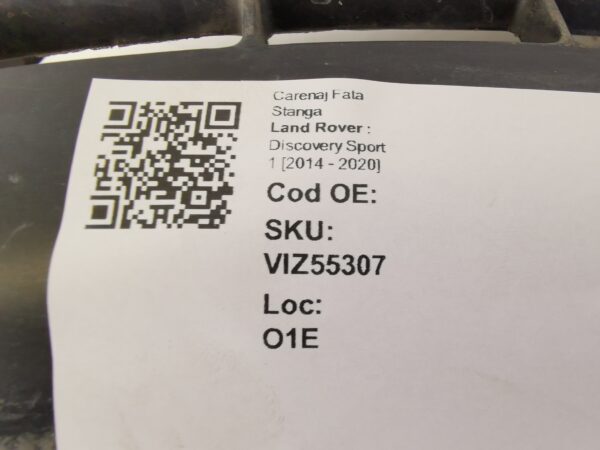 Carenaj Fata
Stanga
Land Rover :
Discovery Sport
1 [2014 - 2020]
Cod OE:
SKU:
VIZ55307
Loc:
O1E